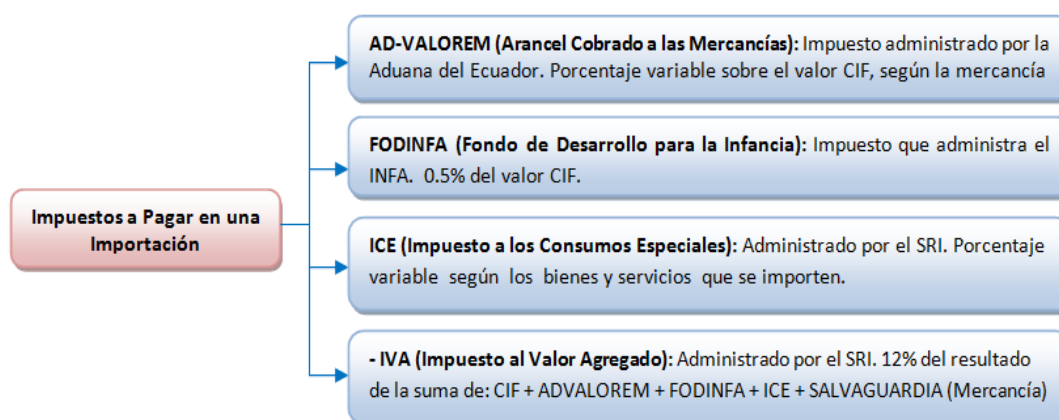 Impuestos a Pagar en una
Importación
AD-VALOREM (Arancel Cobrado a las Mercancías): Impuesto administrado por la
Aduana del Ecuador. Porcentaje variable sobre el valor CIF, según la mercancía
FODINFA (Fondo de Desarrollo para la Infancia): Impuesto que administra el
INFA. 0.5% del valor CIF.
ICE (Impuesto a los Consumos Especiales): Administrado por el SRI. Porcentaje
variable según los bienes y servicios que se importen.
- IVA (Impuesto al Valor Agregado): Administrado por el SRI. 12% del resultado
de la suma de: CIF + ADVALOREM + FODINFA + ICE + SALVAGUARDIA (Mercancía)